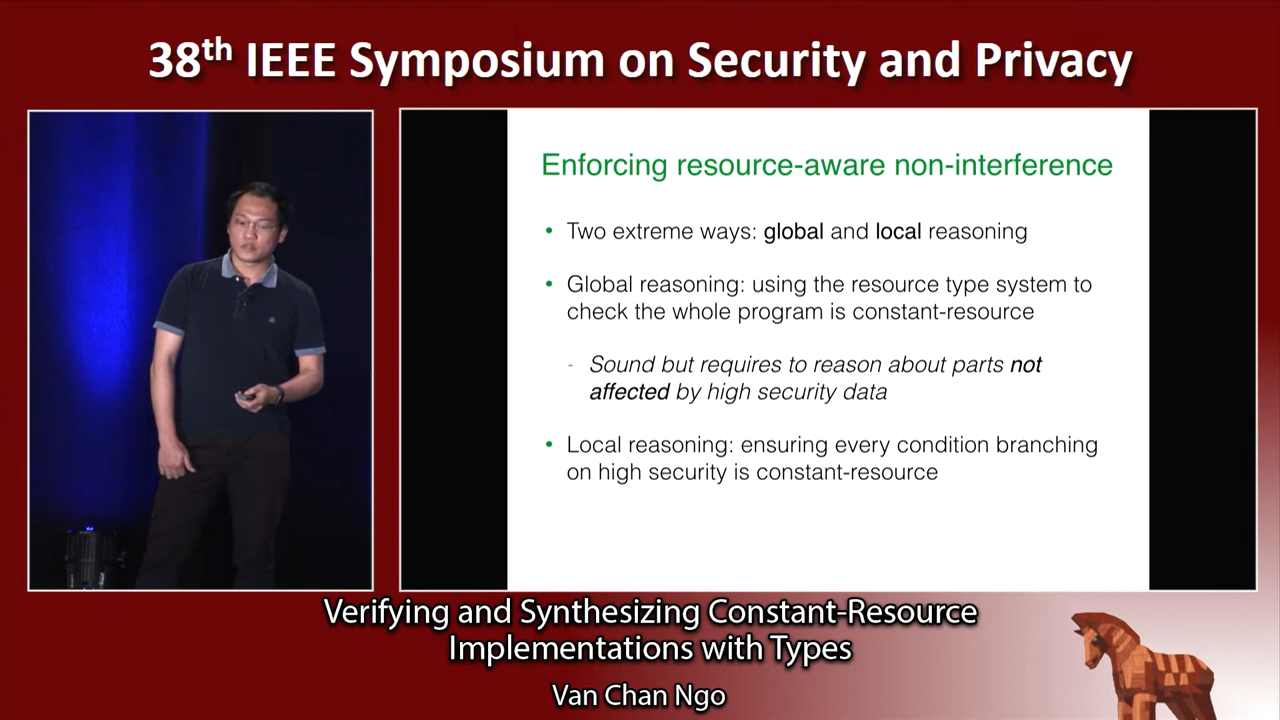 38th IEEE Symposium on Security and Privacy
Enforcing resource-aware non-interference
• Two extreme ways: global and local reasoning
• Global reasoning: using the resource type system to
check the whole program is constant-resource
- Sound but requires to reason about parts not
affected by high security data
• Local reasoning: ensuring every condition branching
on high security is constant-resource
Verifying and Synthesizing Constant-Resource
Implementations with Types
Van Chan Ngo